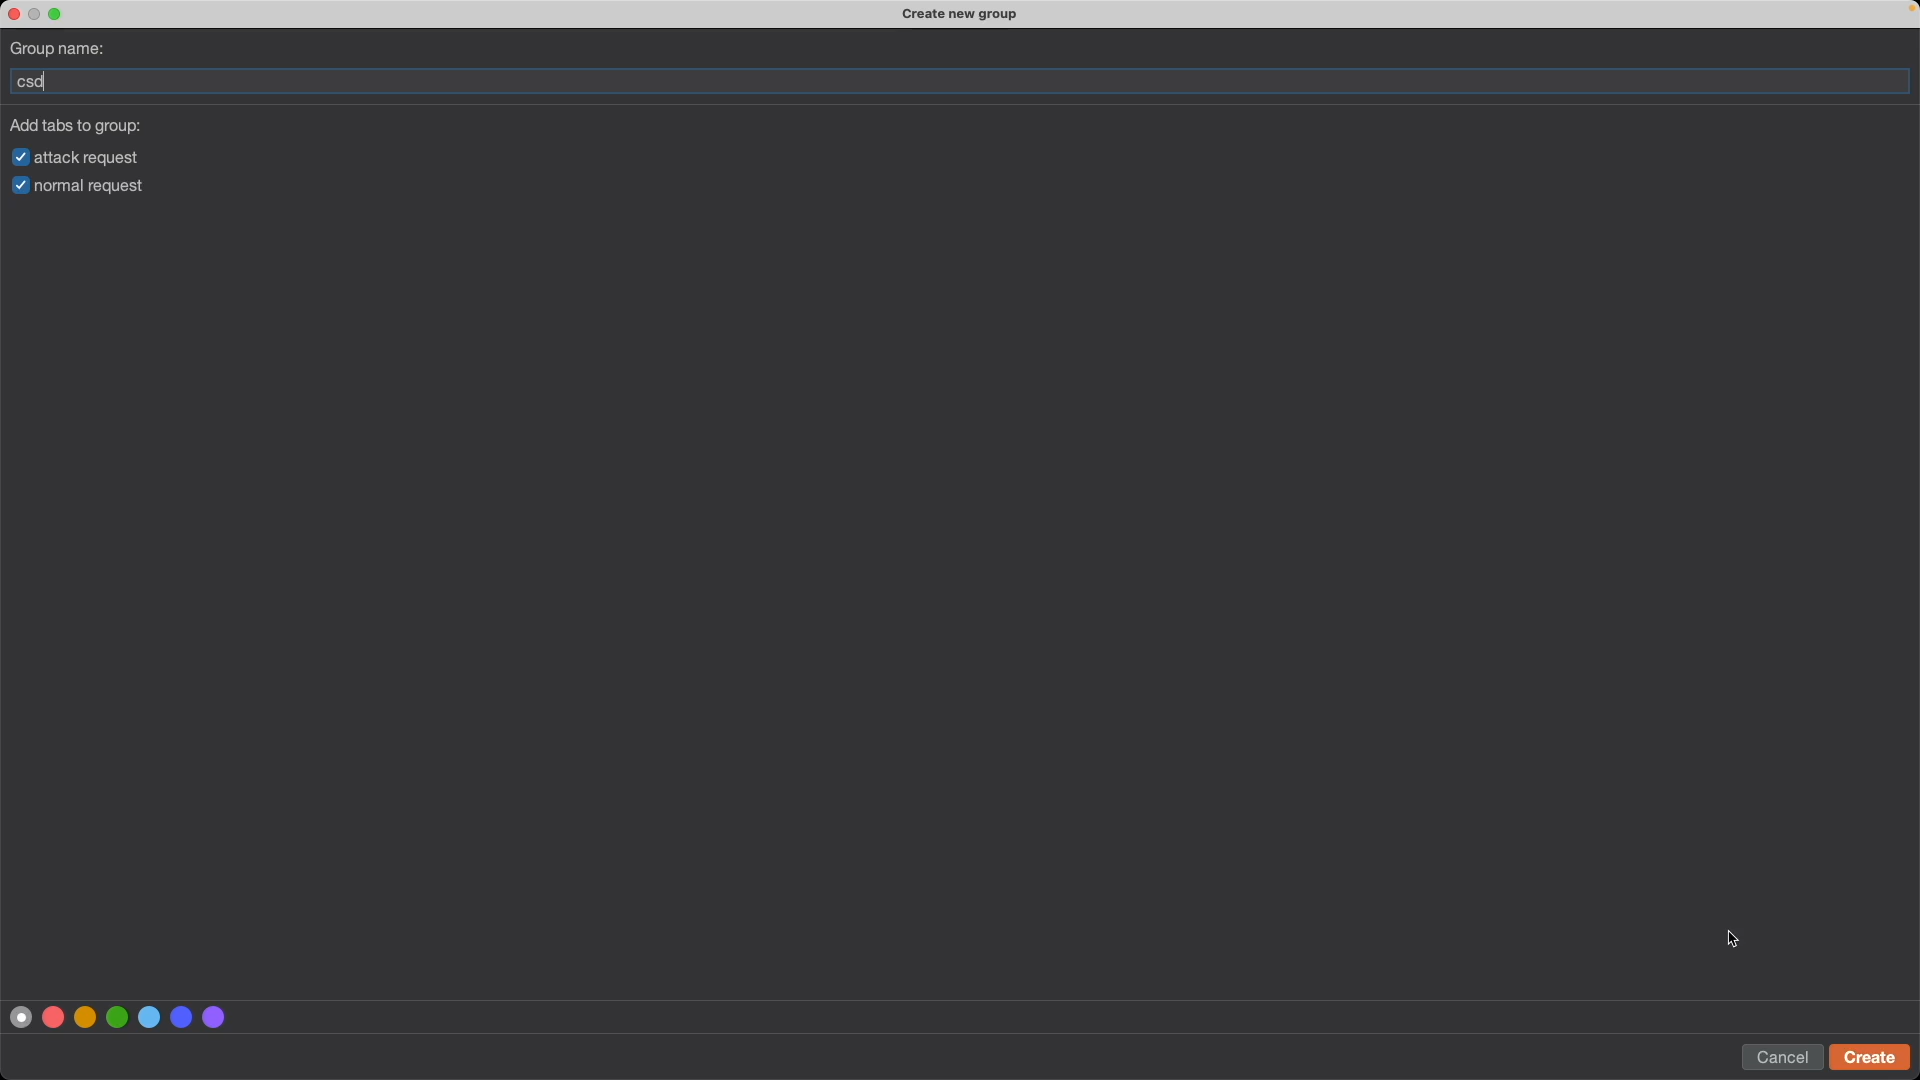 Create new group
Group name:
csd
Add tabs to group:
attack request
normal request
Cancel
Create